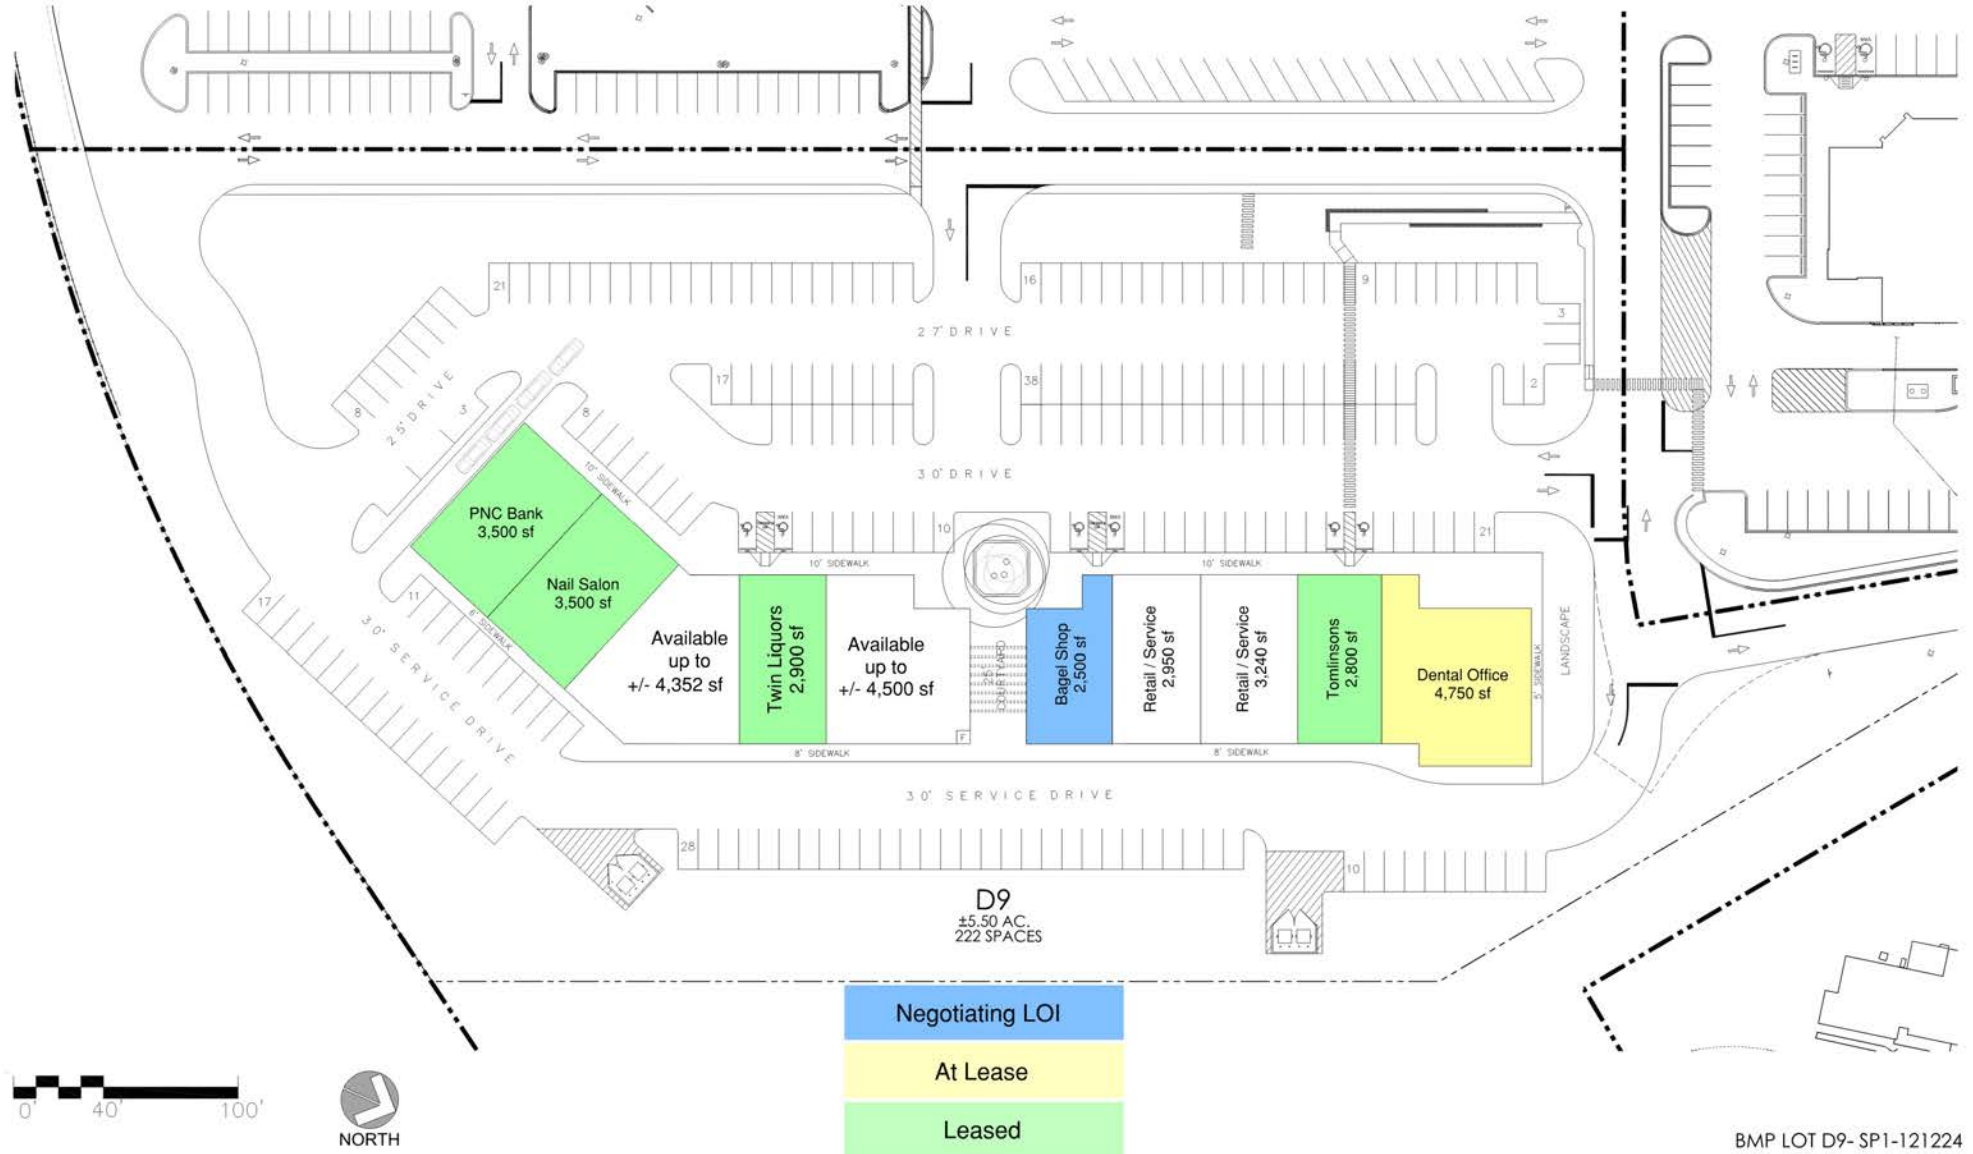 21
16
9
3
27' DRIVE
8
25' DRIVE
3
8
17
38
2
30' DRIVE
10' SIDEWALK
PNC Bank
3,500 sf
Nail Salon
3,500 sf
10
21
10' SIDEWALK
10' SIDEWALK
17
11
6' SIDEWALK
30' SERVICE DRIVE
Available
up to
+/- 4,352 sf
Twin Liquors
2,900 sf
Available
up to
+/- 4,500 sf
F
25'
COURTYARD
Bagel Shop
2,500 sf
Retail / Service
2,950 sf
Retail / Service
3,240 sf
Tomlinsons
2,800 sf
Dental Office
4,750 sf
5' SIDEWALK
LANDSCAPE
8' SIDEWALK
8' SIDEWALK
30' SERVICE DRIVE
28
10
D9
±5.50 AC.
222 SPACES
Negotiating LOI
At Lease
Leased
0' 40' 100'
NORTH
BMP LOT D9- SP1-121224